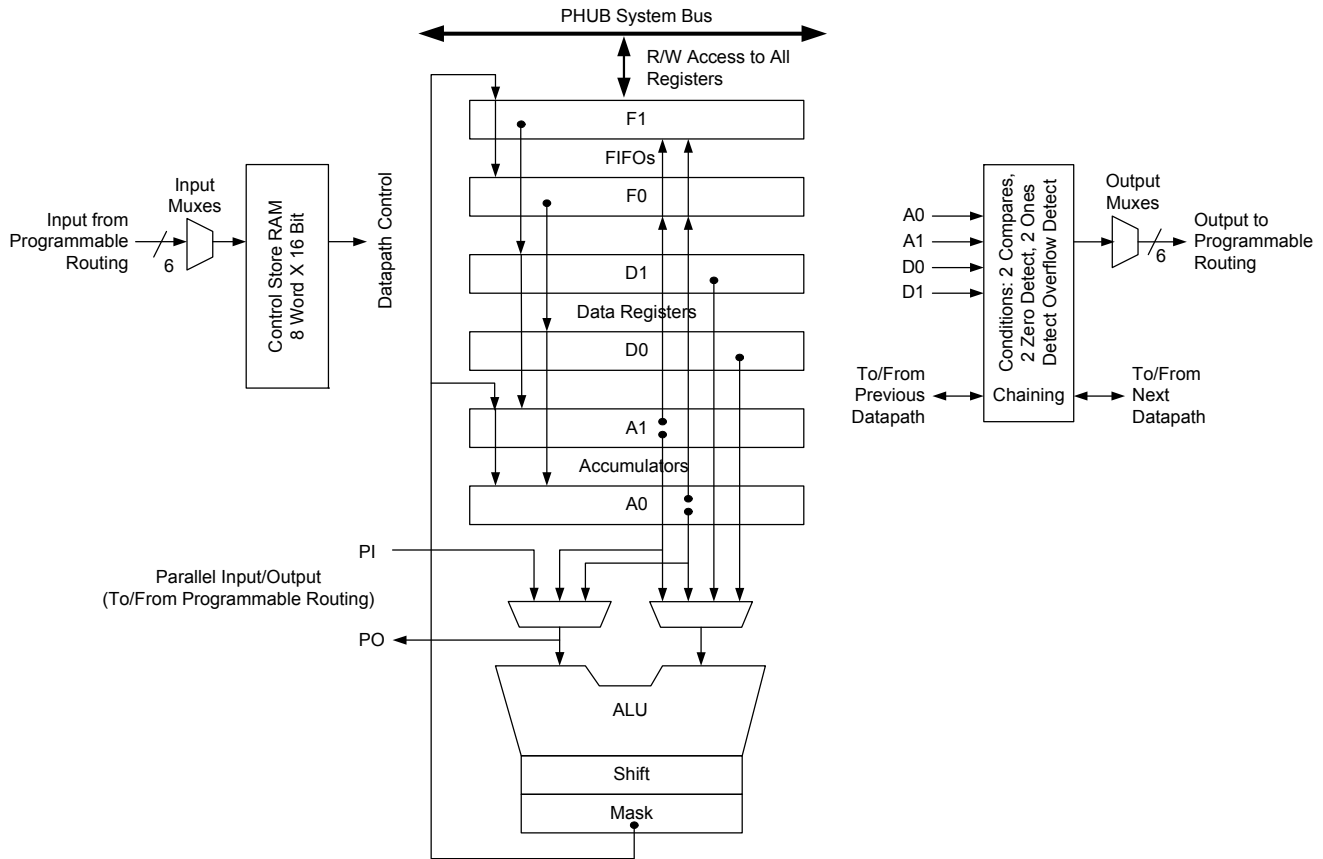 PHUB System Bus
R/W Access to All
Registers
F1
FIFOs
F0
D1
Data Registers
D0
A1
Accumulators
A0
Input from
Programmable
Routing
6
Input
Muxes
Control Store RAM
8 Word X 16 Bit
Datapath Control
A0
A1
D0
D1
Conditions: 2 Compares,
2 Zero Detect, 2 Ones
Detect Overflow Detect
Output
Muxes
6
Output to
Programmable
Routing
To/From
Previous
Datapath
Chaining
To/From
Next
Datapath
PI
Parallel Input/Output
(To/From Programmable Routing)
PO
ALU
Shift
Mask